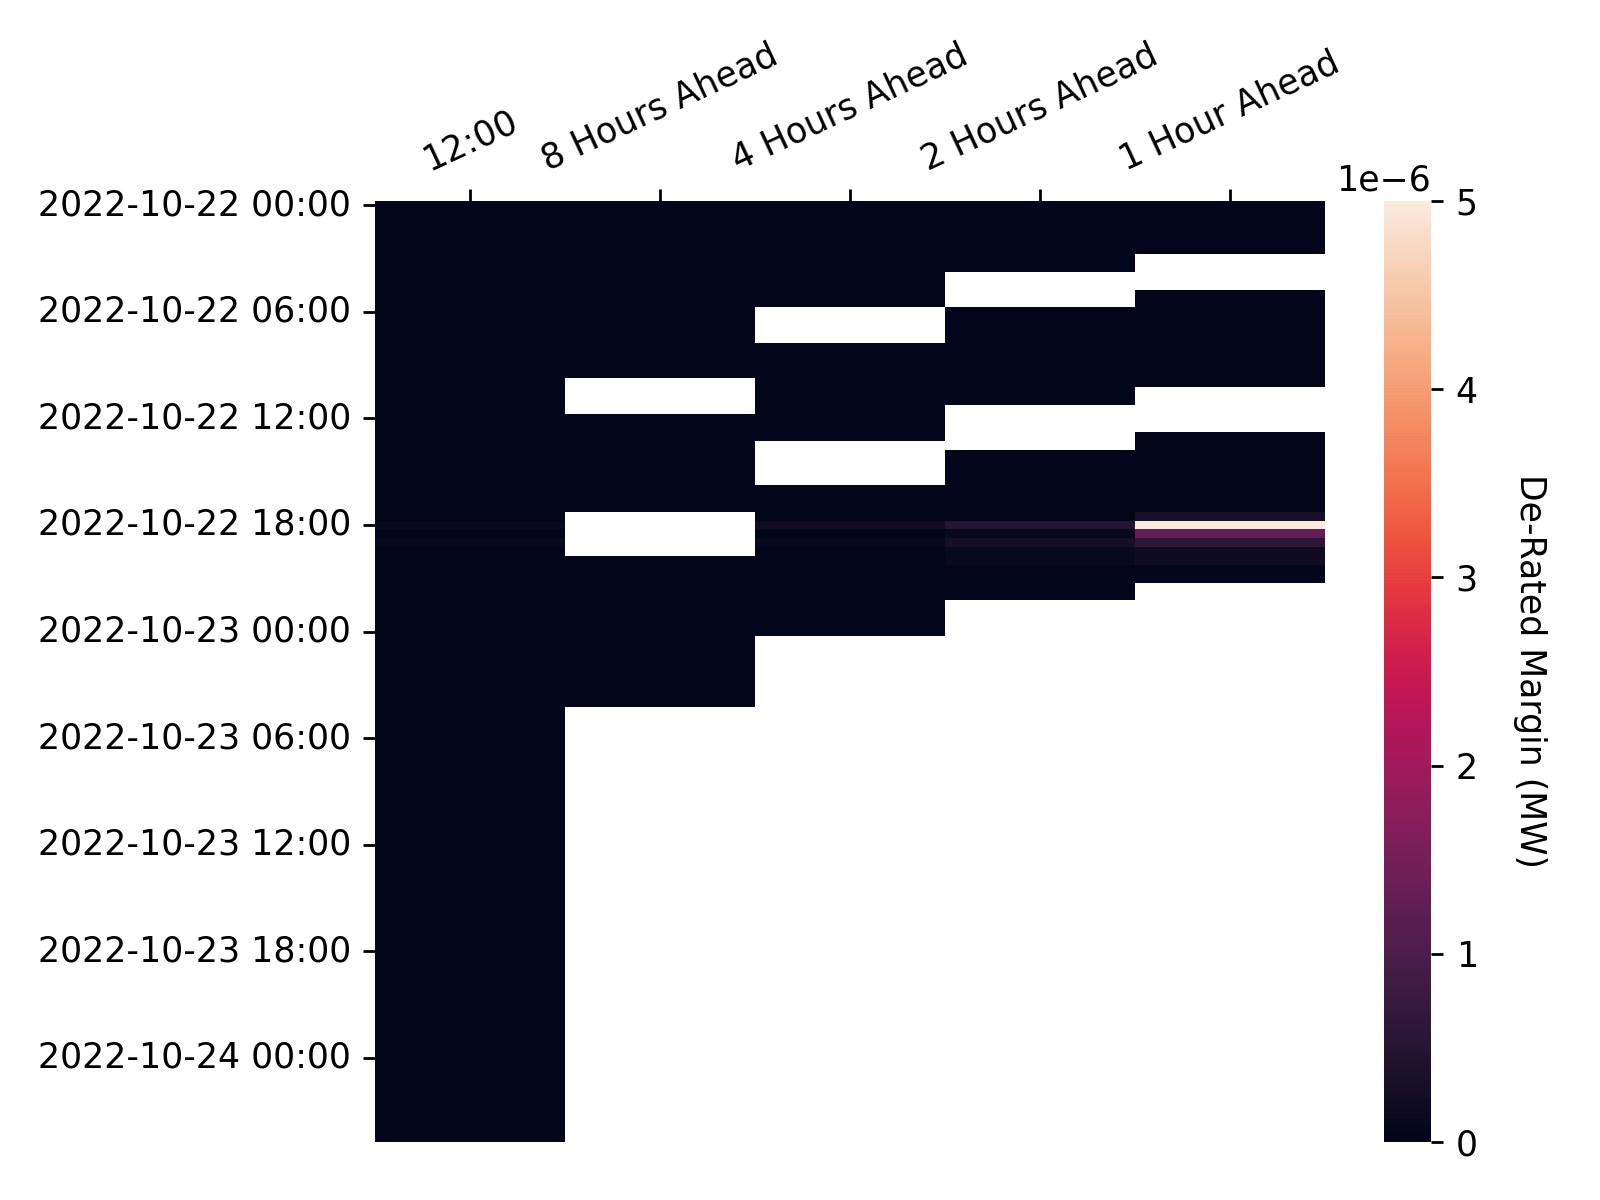 12:00
8 Hours Ahead
4 Hours Ahead
2 Hours Ahead
1 Hour Ahead
2022-10-22 00:00
2022-10-22 06:00
2022-10-22 12:00
2022-10-22 18:00
2022-10-23 00:00
2022-10-23 06:00
2022-10-23 12:00
2022-10-23 18:00
2022-10-24 00:00
1e−6
5
4
3
2
1
0
De-Rated Margin (MW)